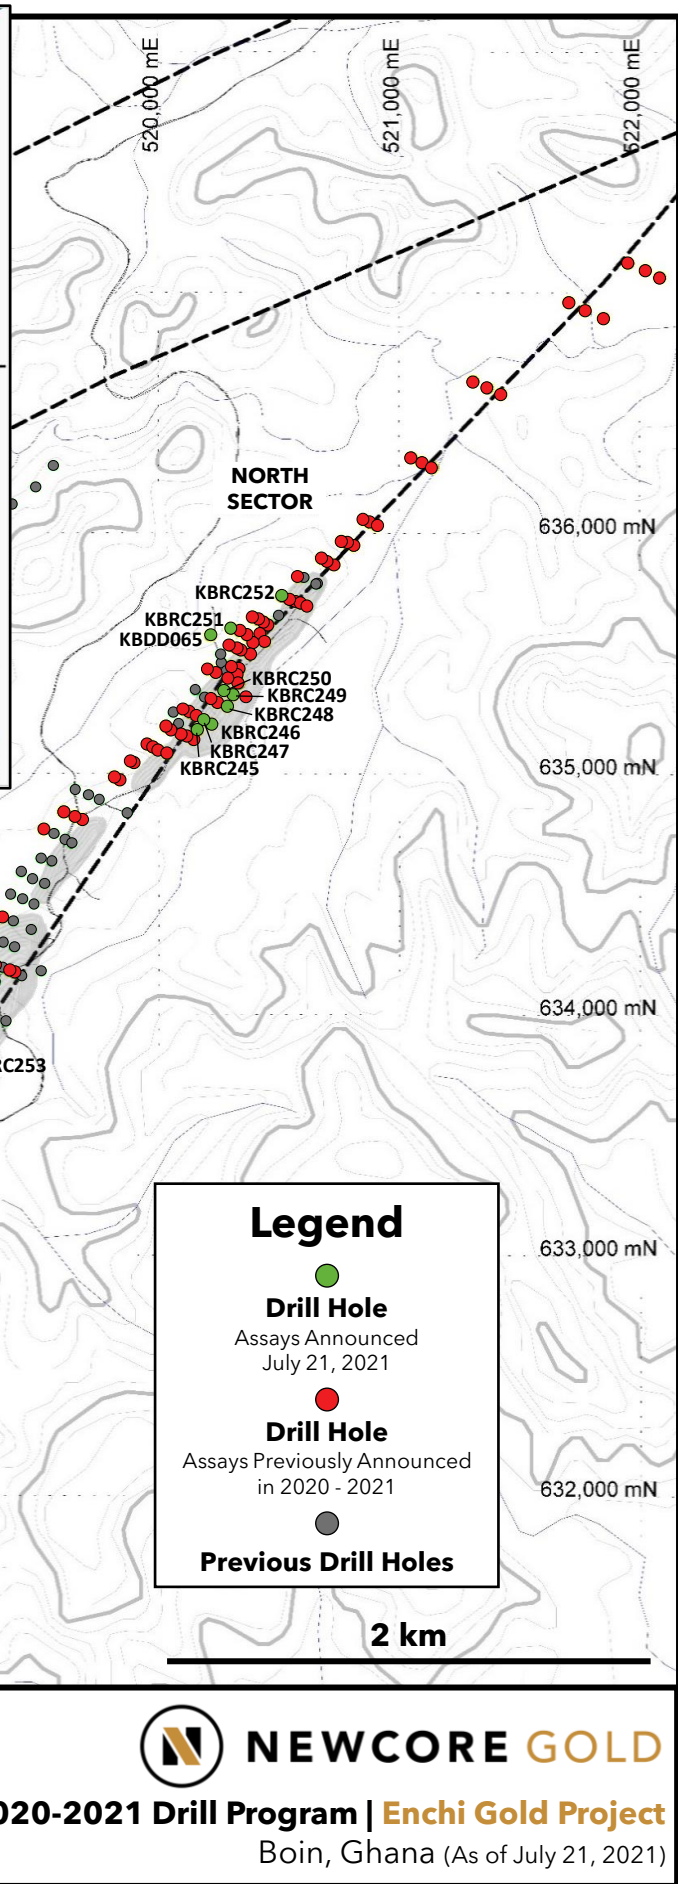 520,000 mE
521,000 mE
522,000 mE
NORTH
SECTOR
636,000 mN
KBRC252
KBRC251
KBDD065
KBRC250
KBRC249
KBRC248
KBRC246
KBRC247
KBRC245
635,000 mN
634,000 mN
RC253
633,000 mN
Legend
Drill Hole
Assays Announced
July 21, 2021
Drill Hole
Assays Previously Announced
in 2020 - 2021
Previous Drill Holes
632,000 mN
2 km
N NEWCORE GOLD
020-2021 Drill Program | Enchi Gold Project
Boin, Ghana (As of July 21, 2021)